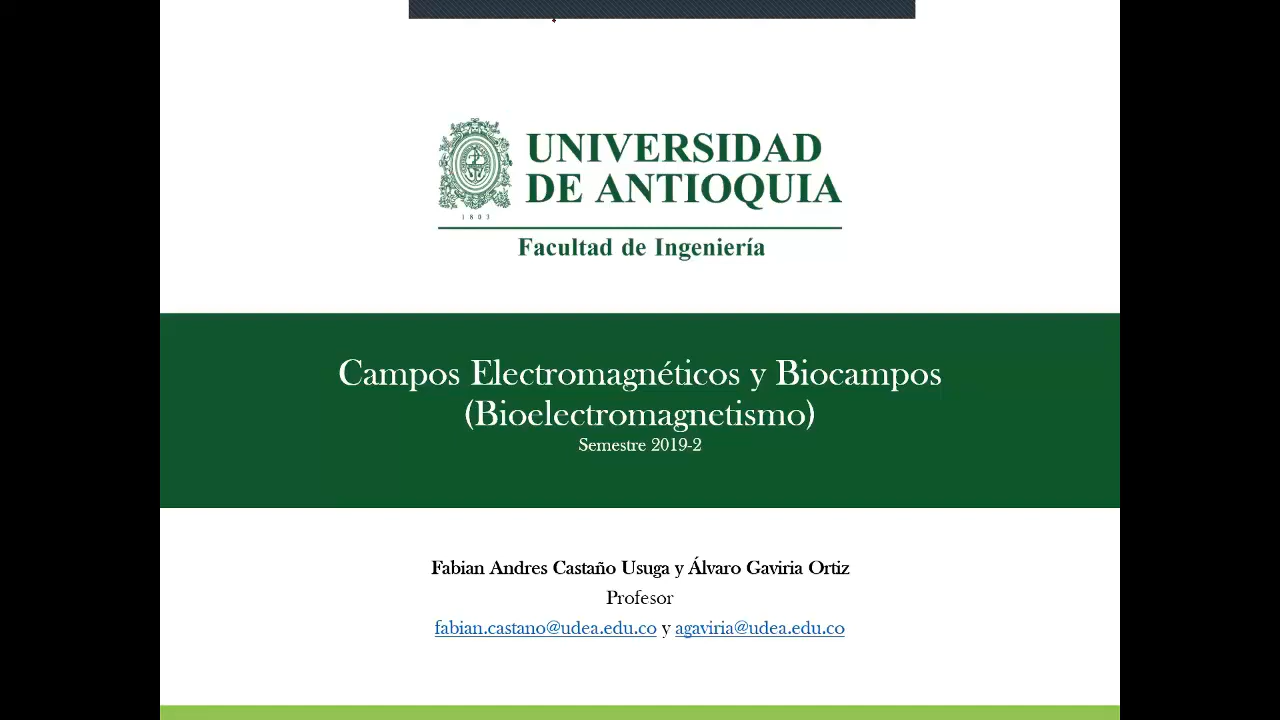 UNIVERSIDAD
DE ANTIOQUIA
1803
Facultad de Ingeniería
Campos Electromagnéticos y Biocampos
(Bioelectromagnetismo)
Semestre 2019-2
Fabian Andres Castaño Usuga y Álvaro Gaviria Ortiz
Profesor
fabian.castano@udea.edu.co y agaviria@udea.edu.co